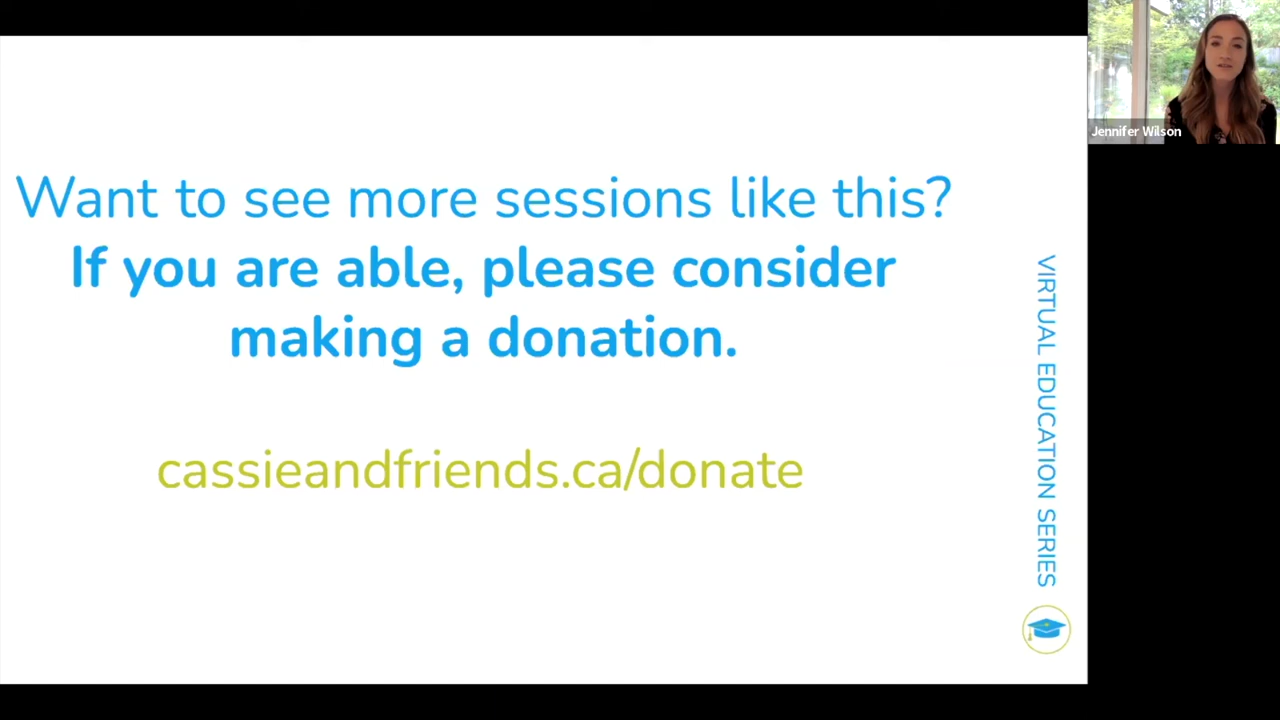 Jennifer Wilson
Want to see more sessions like this?
If you are able, please consider
making a donation.
cassieandfriends.ca/donate
VIRTUAL EDUCATION SERIES